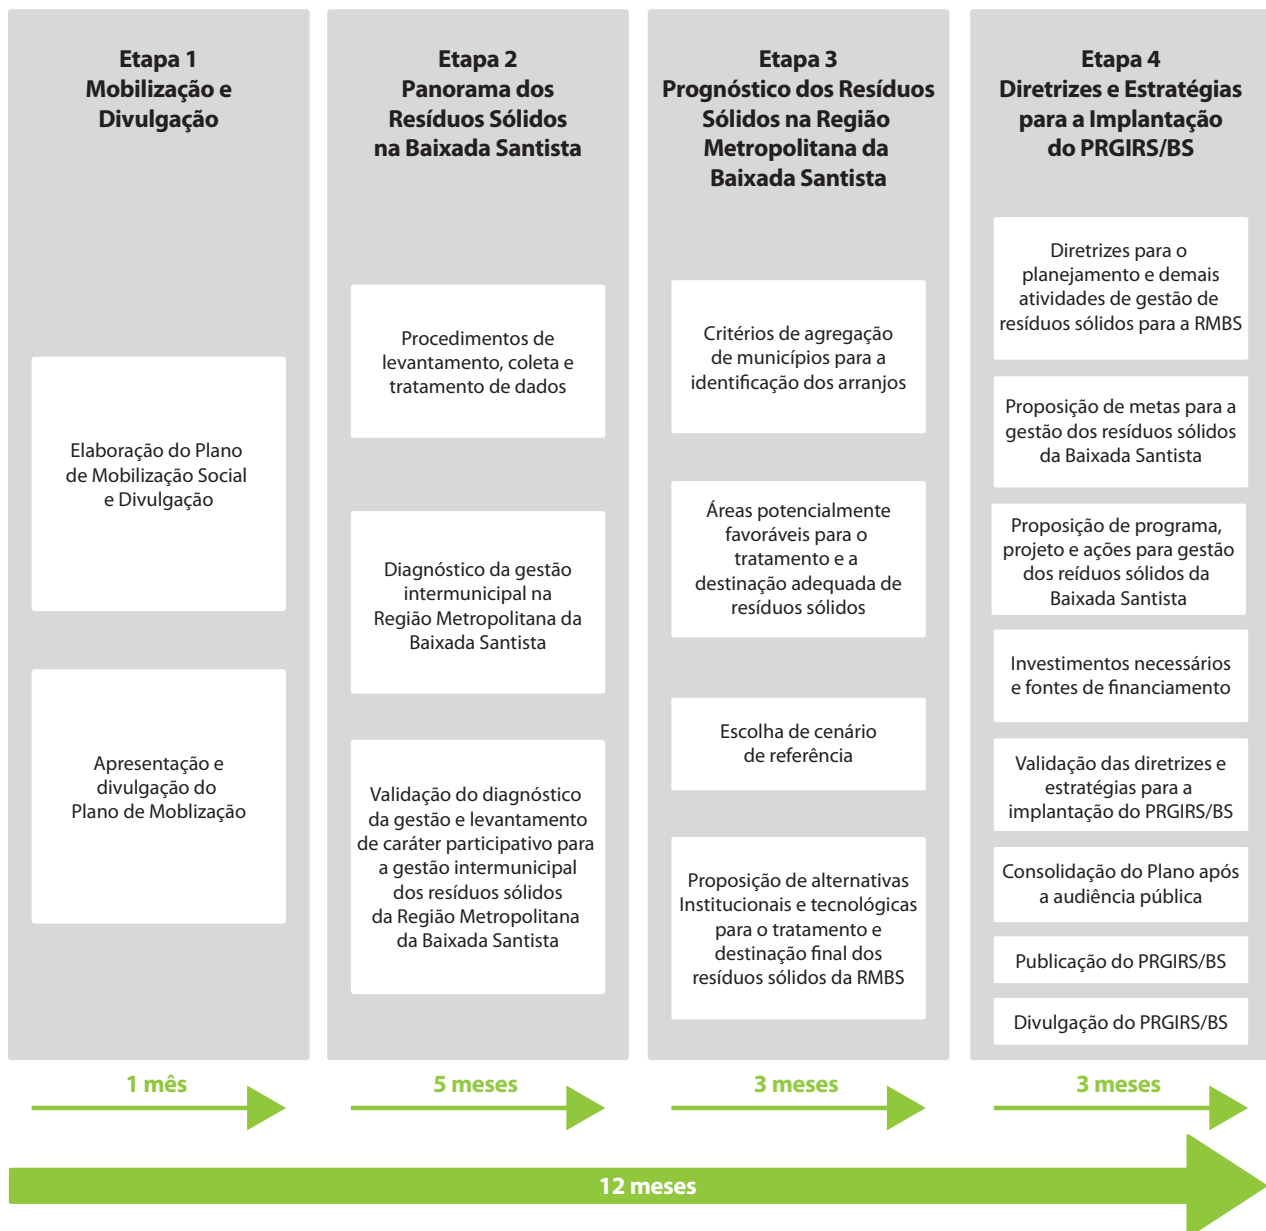 Etapa 1
Mobilização e
Divulgação
Elaboração do Plano
de Mobilização Social
e Divulgação
Apresentação e
divulgação do
Plano de Moblização
1 mês
Etapa 2
Panorama dos
Resíduos Sólidos
na Baixada Santista
Procedimentos de
levantamento, coleta e
tratamento de dados
Diagnóstico da gestão
intermunicipal na
Região Metropolitana da
Baixada Santista
Validação do diagnóstico
da gestão e levantamento
de caráter participativo para
a gestão intermunicipal
dos resíduos sólidos
da Região Metropolitana
da Baixada Santista
5 meses
Etapa 3
Prognóstico dos Resíduos
Sólidos na Região
Metropolitana da
Baixada Santista
Critérios de agregação
de municípios para a
identificação dos arranjos
Áreas potencialmente
favoráveis para o
tratamento e a
destinação adequada de
resíduos sólidos
Escolha de cenário
de referência
Proposição de alternativas
Institucionais e tecnológicas
para o tratamento e
destinação final dos
resíduos sólidos da RMBS
3 meses
Etapa 4
Diretrizes e Estratégias
para a Implantação
do PRGIRS/BS
Diretrizes para o
planejamento e demais
atividades de gestão de
resíduos sólidos para a RMBS
Proposição de metas para a
gestão dos resíduos sólidos
da Baixada Santista
Proposição de programa,
projeto e ações para gestão
dos reíduos sólidos da
Baixada Santista
Investimentos necessários
e fontes de financiamento
Validação das diretrizes e
estratégias para a
implantação do PRGIRS/BS
Consolidação do Plano após
a audiência pública
Publicação do PRGIRS/BS
Divulgação do PRGIRS/BS
3 meses
12 meses